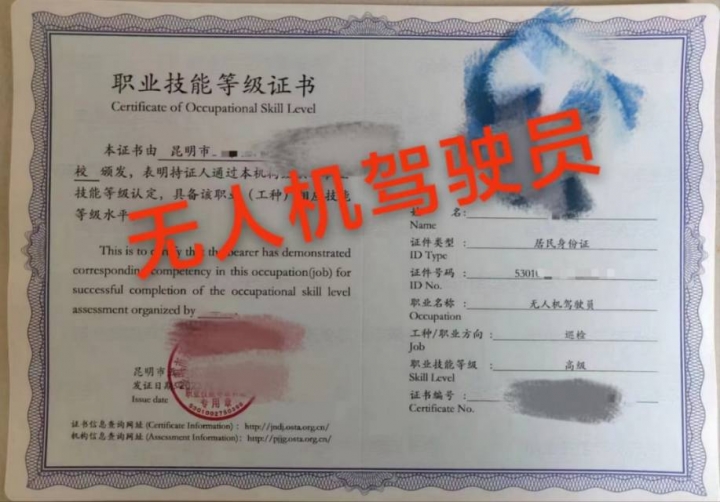 职业技能等级证书
Certificate of Occupational Skill Level
本证书由 昆明市
校 颁发，表明持证人通过本机构
技能等级认定，具备该职业（工种）相应技能
等级水平
This is to certify that the bearer has demonstrated
corresponding competency in this occupation(job) for
successful completion of the occupational skill level
assessment organized by
昆明市
发证日期
Issue date
专用章
证书信息查询网址 (Certificate Information)：http://jndj.osta.org.cn/
机构信息查询网址 (Assessment Information)：http://pjjg.osta.org.cn/
无人机驾驶员
姓 名：
Name
证件类型：居民身份证
ID Type
证件号码：5301
ID No.
职业名称：无人机驾驶员
Occupation
工种/职业方向：巡检
Job
职业技能等级：高级
Skill Level
证书编号：
Certificate No.